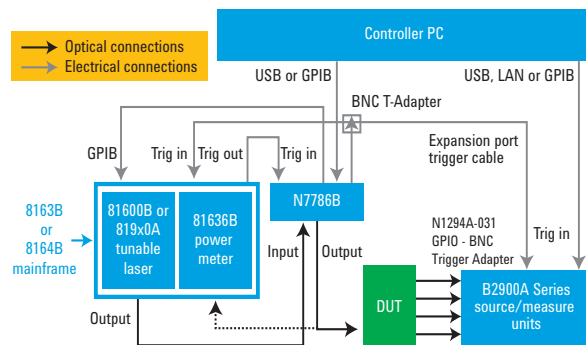 Optical connections
Electrical connections
Controller PC
USB or GPIB
USB, LAN or GPIB
BNC T-Adapter
GPIB
Trig in
Trig out
Trig in
Expansion port
trigger cable
8163B
or
8164B
mainframe
81600B or
819x0A
tunable
laser
81636B
power
meter
N7786B
Input
Output
N1294A-031
GPIO - BNC
Trigger Adapter
Trig in
Output
DUT
B2900A Series
source/measure
units